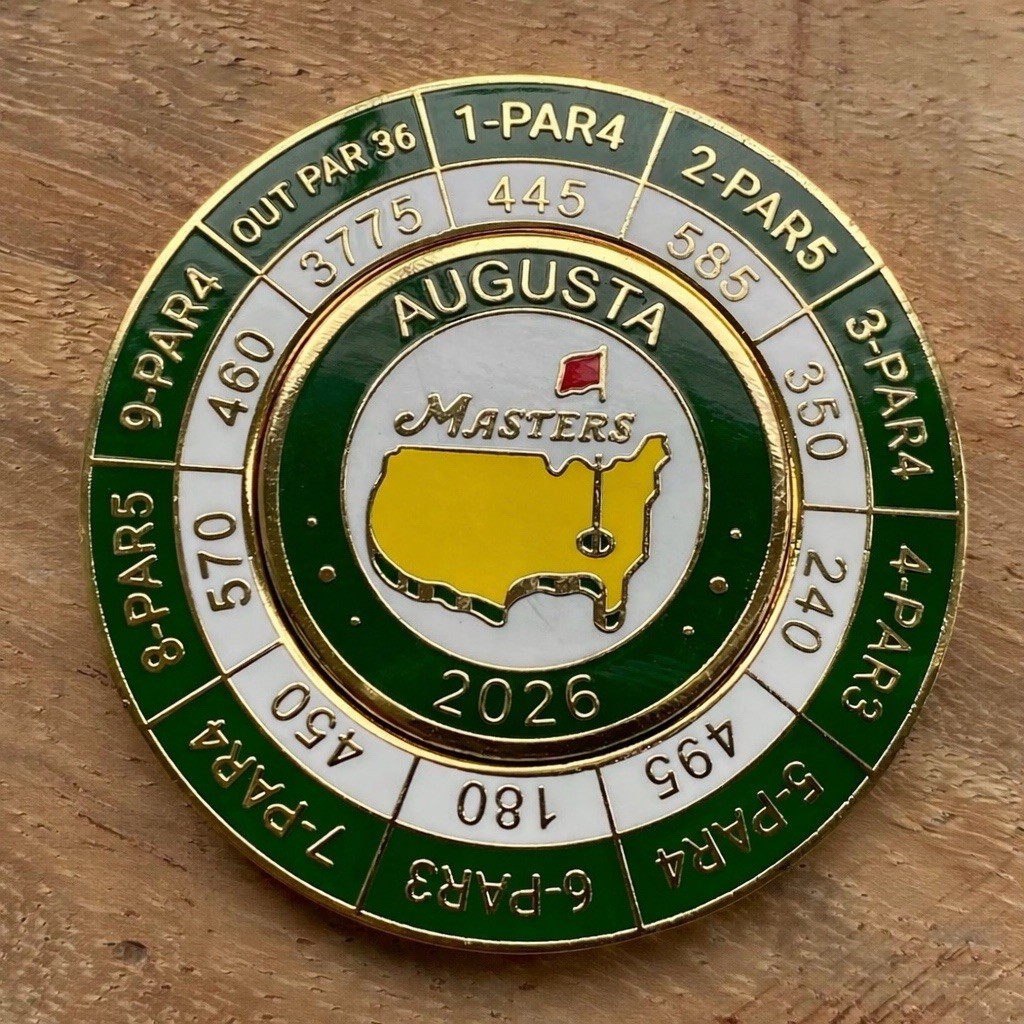 1-PAR4
445
2-PAR5
585
3-PAR4
350
4-PAR3
240
5-PAR4
495
6-PAR3
180
7-PAR4
450
8-PAR5
570
9-PAR4
460
OUT PAR 36
3775
AUGUSTA
MASTERS
2026